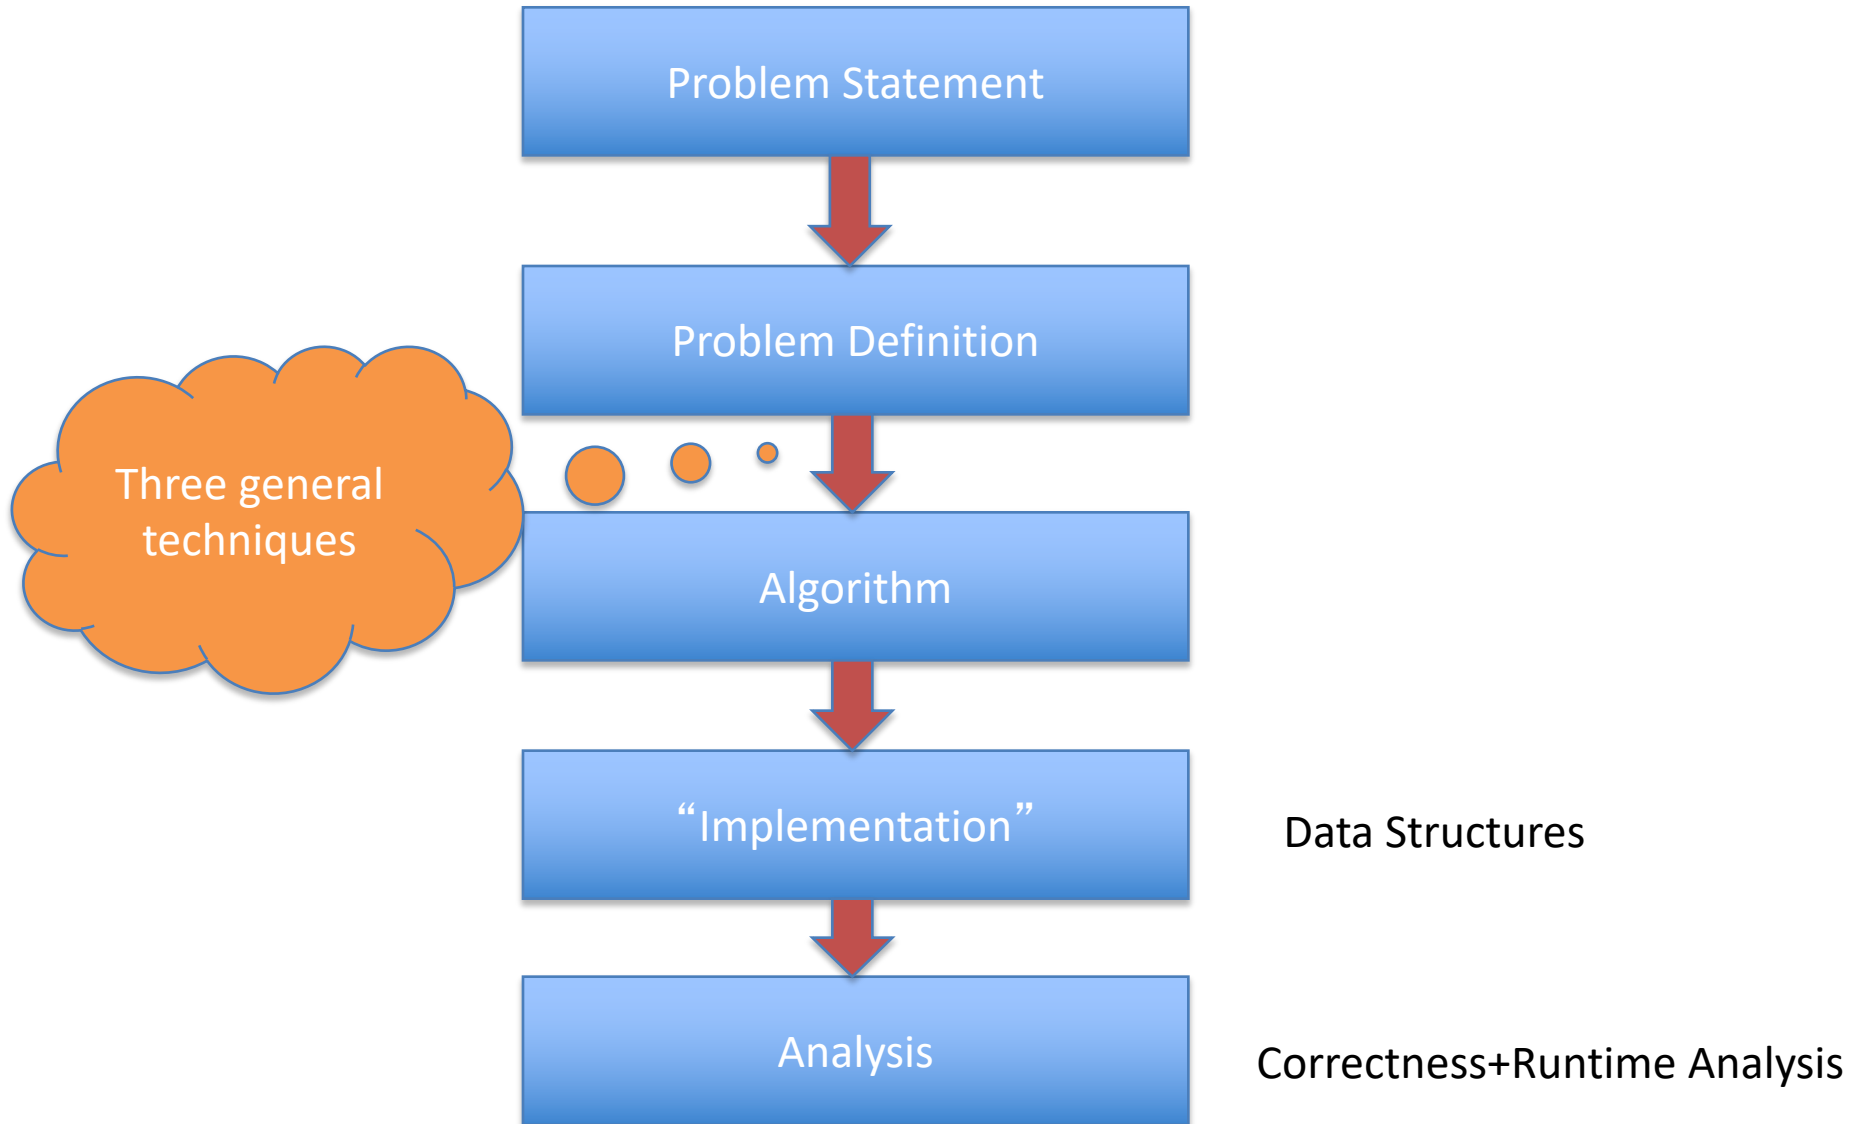 Problem Statement
Problem Definition
Three general
techniques
Algorithm
“Implementation”
Data Structures
Analysis
Correctness+Runtime Analysis